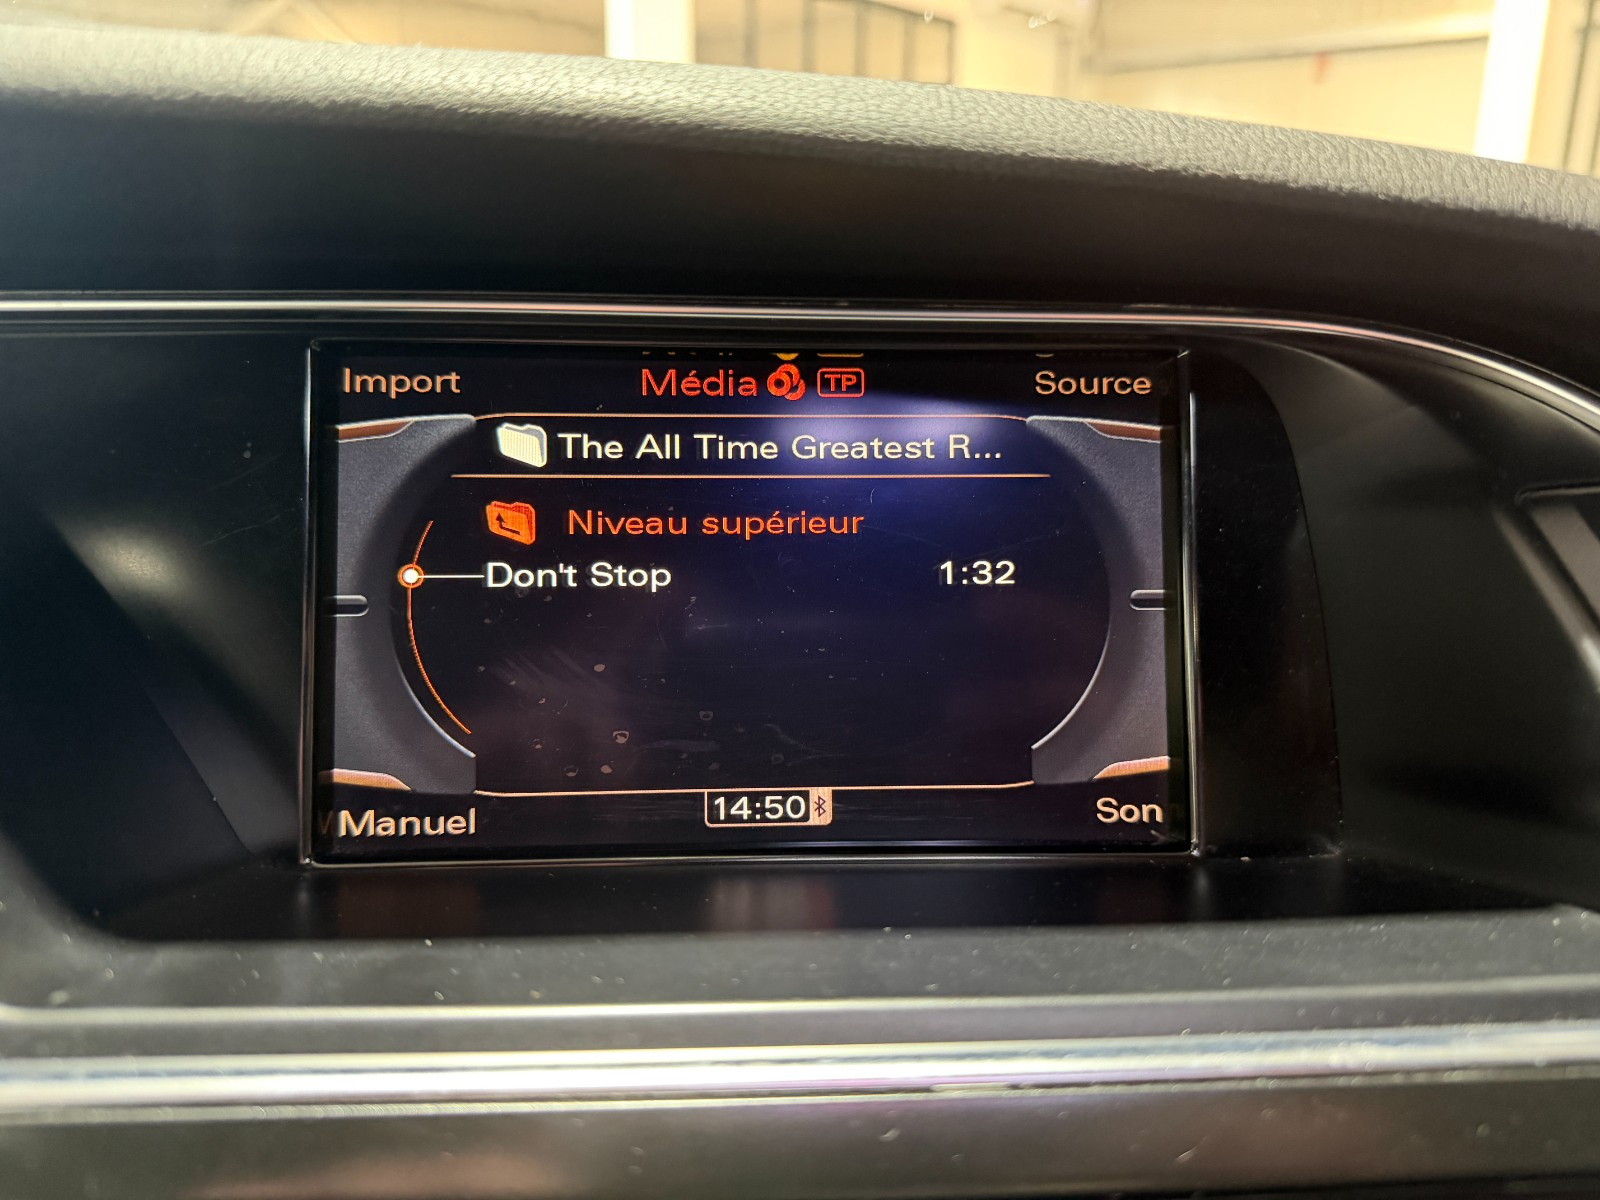 Import
Média TP
Source
The All Time Greatest R...
Niveau supérieur
Don't Stop 1:32
Manuel
14:50
Son